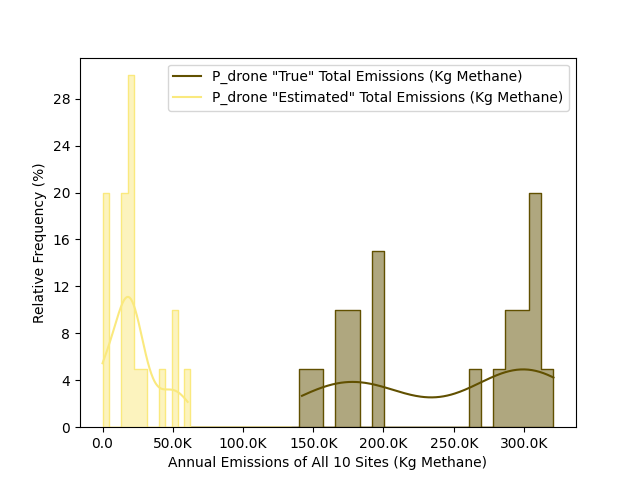 P_drone "True" Total Emissions (Kg Methane)
P_drone "Estimated" Total Emissions (Kg Methane)
Relative Frequency (%)
28
24
20
16
12
8
4
0
0.0 50.0K 100.0K 150.0K 200.0K 250.0K 300.0K
Annual Emissions of All 10 Sites (Kg Methane)